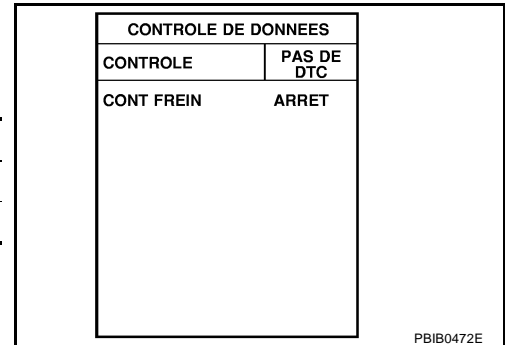 CONTROLE DE DONNEES
CONTROLE PAS DE DTC
CONT FREIN ARRET
PBIB0472E